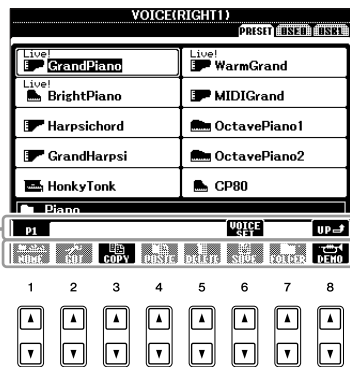 VOICE(RIGHT1)
PRESET USER USB1
Live! GrandPiano
Live! WarmGrand
Live! BrightPiano
MIDIGrand
Harpsichord
OctavePiano1
GrandHarpsi
OctavePiano2
HonkyTonk
CP80
Piano
P1 VOICE SET UP
NAME CUT COPY PASTE DELETE SAVE FOLDER DEMO
1 2 3 4 5 6 7 8